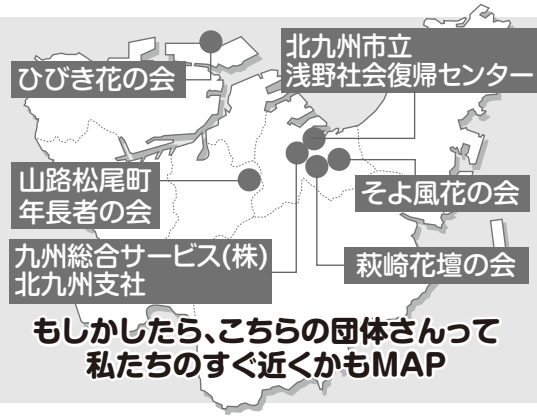 ひびき花の会
北九州市立
浅野社会復帰センター
山路松尾町
年長者の会
そよ風花の会
九州総合サービス(株)
北九州支社
萩崎花壇の会
もしかしたら、こちらの団体さんって
私たちのすぐ近くかもMAP